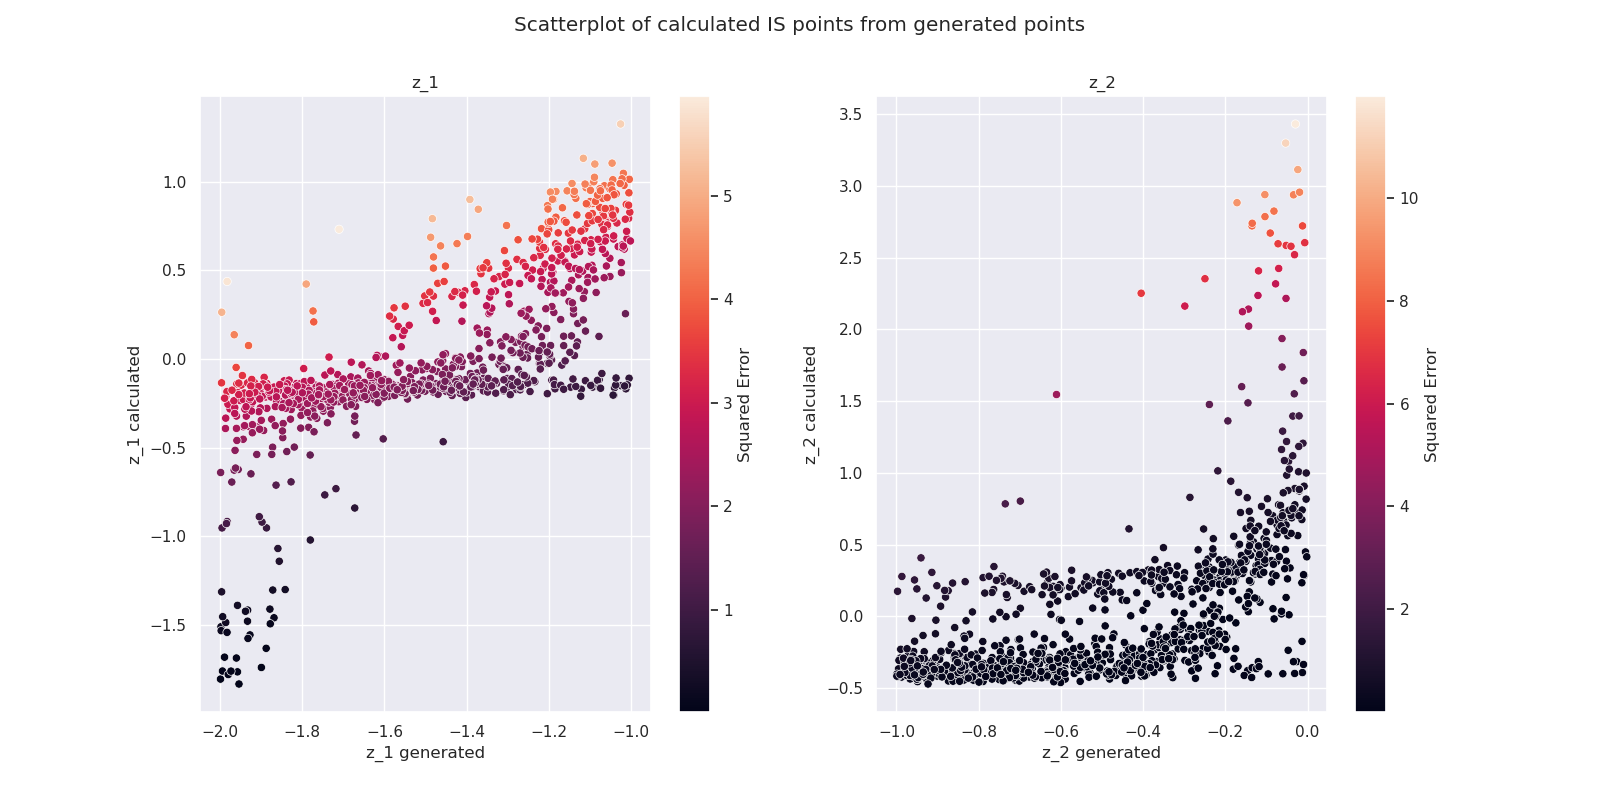 Scatterplot of calculated IS points from generated points
z_1
z_1 calculated
1.0
0.5
0.0
−0.5
−1.0
−1.5
−2.0 −1.8 −1.6 −1.4 −1.2 −1.0
z_1 generated
5
4
3
2
1
Squared Error
z_2
z_2 calculated
3.5
3.0
2.5
2.0
1.5
1.0
0.5
0.0
−0.5
−1.0 −0.8 −0.6 −0.4 −0.2 0.0
z_2 generated
10
8
6
4
2
Squared Error